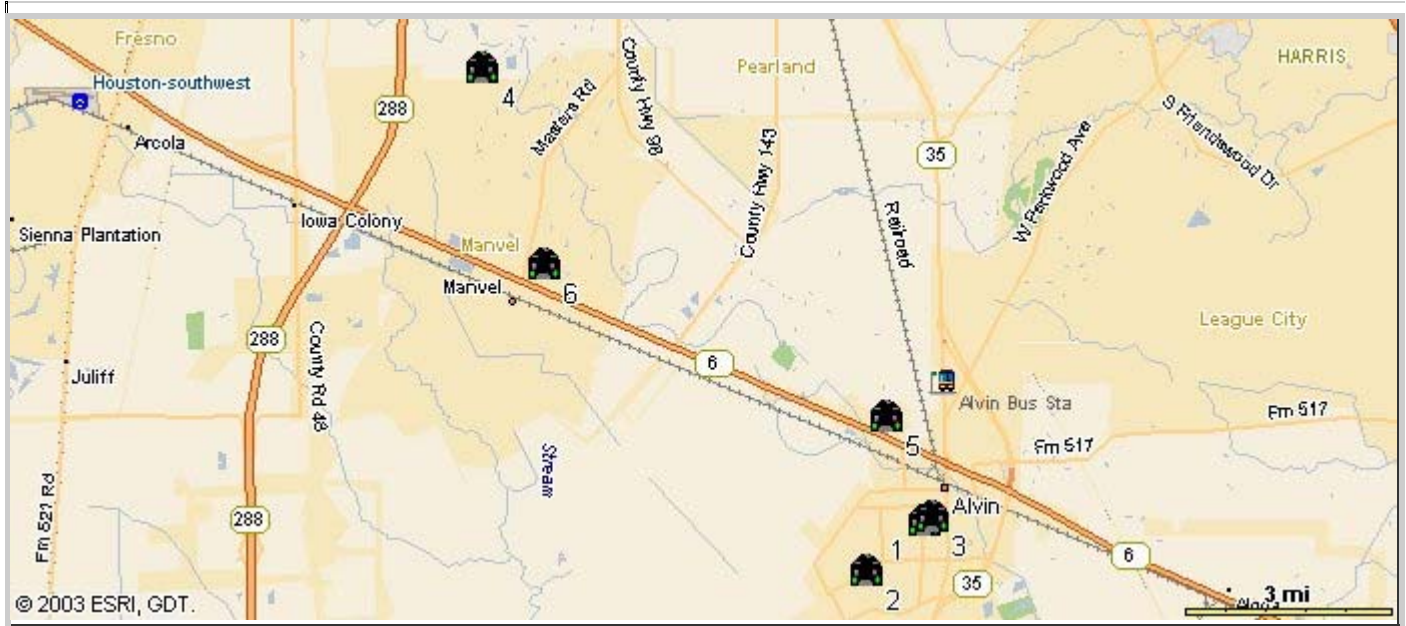 Fresno
HARRIS
Pearland
Houston-southwest
4
Masters Rd
County Hwy 98
288
S Friendswood Dr
Arcola
35
County Hwy 143
W Parkwood Ave
Iowa Colony
Railroad
Sienna Plantation
Manvel
Manvel
6
League City
288
County Rd 48
6
Juliff
Alvin Bus Sta
Fm 517
5
Fm 517
Stream
Fm 521 Rd
Alvin
288
1
3
6
2
35
© 2003 ESRI, GDT.
3 mi